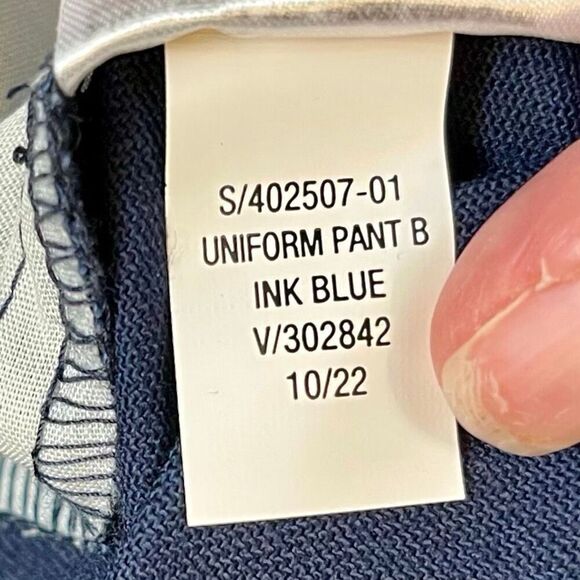 S/402507-01
UNIFORM PANT B
INK BLUE
V/302842
10/22